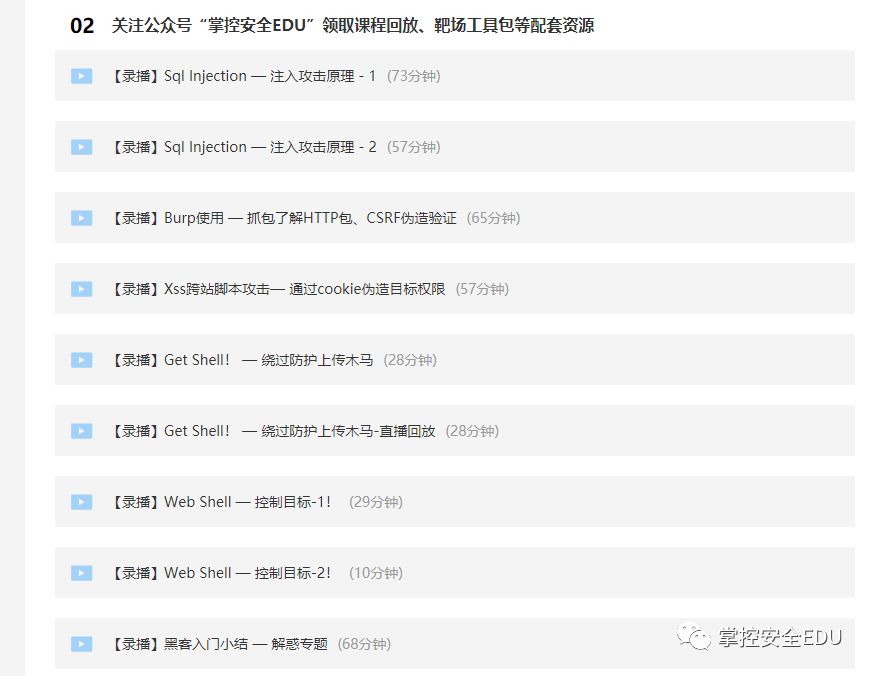 02 关注公众号“掌控安全EDU”领取课程回放、靶场工具包等配套资源
【录播】Sql Injection — 注入攻击原理 - 1 (73分钟)
【录播】Sql Injection — 注入攻击原理 - 2 (57分钟)
【录播】Burp使用 — 抓包了解HTTP包、CSRF伪造验证 (65分钟)
【录播】Xss跨站脚本攻击— 通过cookie伪造目标权限 (57分钟)
【录播】Get Shell！ — 绕过防护上传木马 (28分钟)
【录播】Get Shell！ — 绕过防护上传木马-直播回放 (28分钟)
【录播】Web Shell — 控制目标-1！ (29分钟)
【录播】Web Shell — 控制目标-2！ (10分钟)
【录播】黑客入门小结 — 解惑专题 (68分钟)
掌控安全EDU